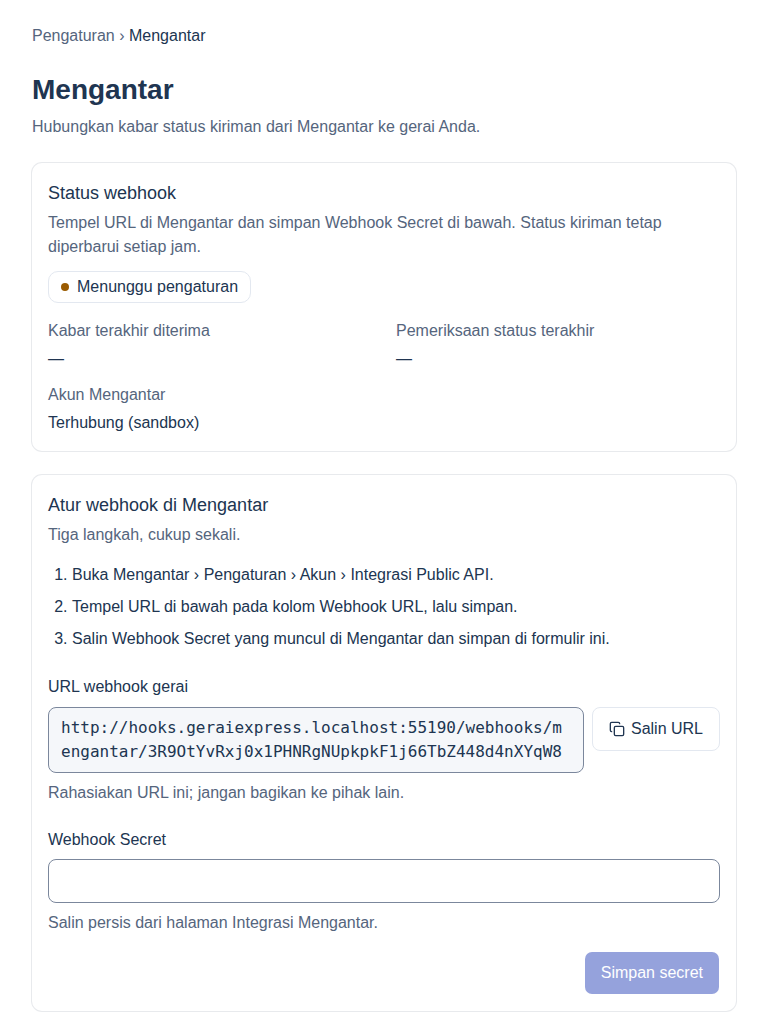 Pengaturan › Mengantar
Mengantar
Hubungkan kabar status kiriman dari Mengantar ke gerai Anda.
Status webhook
Tempel URL di Mengantar dan simpan Webhook Secret di bawah. Status kiriman tetap
diperbarui setiap jam.
Menunggu pengaturan
Kabar terakhir diterima
—
Pemeriksaan status terakhir
—
Akun Mengantar
Terhubung (sandbox)
Atur webhook di Mengantar
Tiga langkah, cukup sekali.
1. Buka Mengantar › Pengaturan › Akun › Integrasi Public API.
2. Tempel URL di bawah pada kolom Webhook URL, lalu simpan.
3. Salin Webhook Secret yang muncul di Mengantar dan simpan di formulir ini.
URL webhook gerai
http://hooks.geraiexpress.localhost:55190/webhooks/m
engantar/3R9OtYvRxj0x1PHNRgNUpkpkF1j66TbZ448d4nXYqW8
Salin URL
Rahasiakan URL ini; jangan bagikan ke pihak lain.
Webhook Secret
Salin persis dari halaman Integrasi Mengantar.
Simpan secret